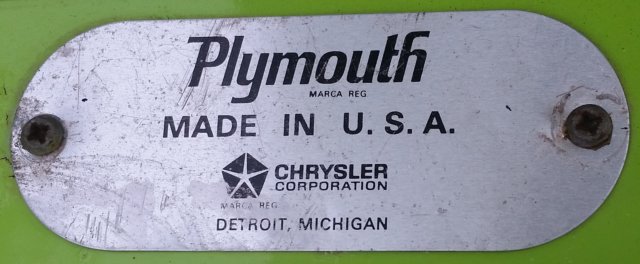 Plymouth
MARCA REG
MADE IN U. S. A.
CHRYSLER
CORPORATION
MARCA REG
DETROIT, MICHIGAN